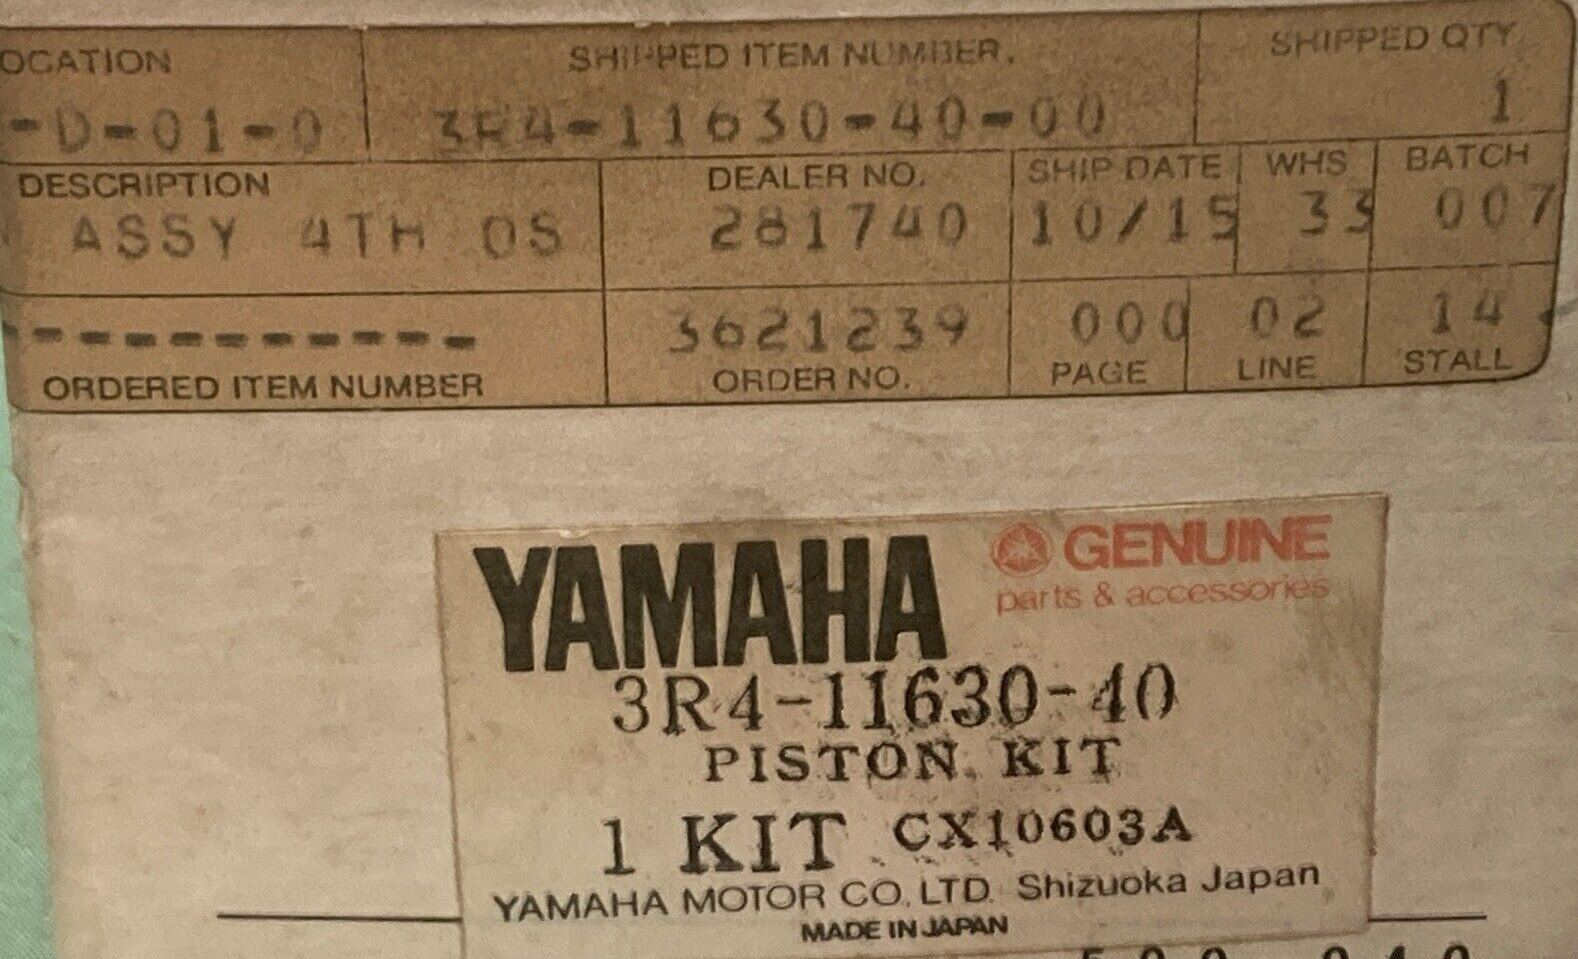 OCATION SHIPPED ITEM NUMBER. SHIPPED QTY
-D-01-0 3R4-11630-40-00 1
DESCRIPTION DEALER NO. SHIP DATE WHS BATCH
ASSY 4TH OS 281740 10/15 33 007
----------- 3621239 000 02 14
ORDERED ITEM NUMBER ORDER NO. PAGE LINE STALL
YAMAHA GENUINE
parts & accessories
3R4-11630-40
PISTON. KIT
1 KIT CX10603A
YAMAHA MOTOR CO., LTD. Shizuoka Japan
MADE IN JAPAN